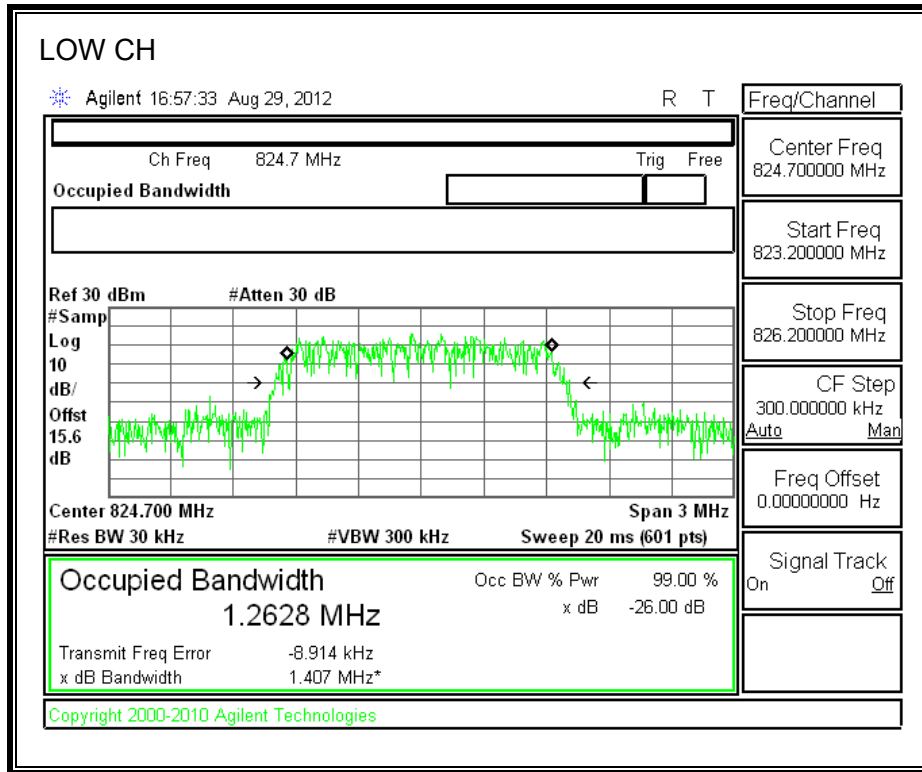 LOW CH
Agilent 16:57:33 Aug 29, 2012 R T
Freq/Channel
Ch Freq 824.7 MHz Trig Free
Occupied Bandwidth
Center Freq
824.700000 MHz
Start Freq
823.200000 MHz
Stop Freq
826.200000 MHz
CF Step
300.000000 kHz
Auto Man
Freq Offset
0.00000000 Hz
Signal Track
On Off
Ref 30 dBm #Atten 30 dB
#Samp
Log
10
dB/
Offst
15.6
dB
Center 824.700 MHz Span 3 MHz
#Res BW 30 kHz #VBW 300 kHz Sweep 20 ms (601 pts)
Occupied Bandwidth Occ BW % Pwr 99.00 %
1.2628 MHz x dB -26.00 dB
Transmit Freq Error -8.914 kHz
x dB Bandwidth 1.407 MHz*
Copyright 2000-2010 Agilent Technologies